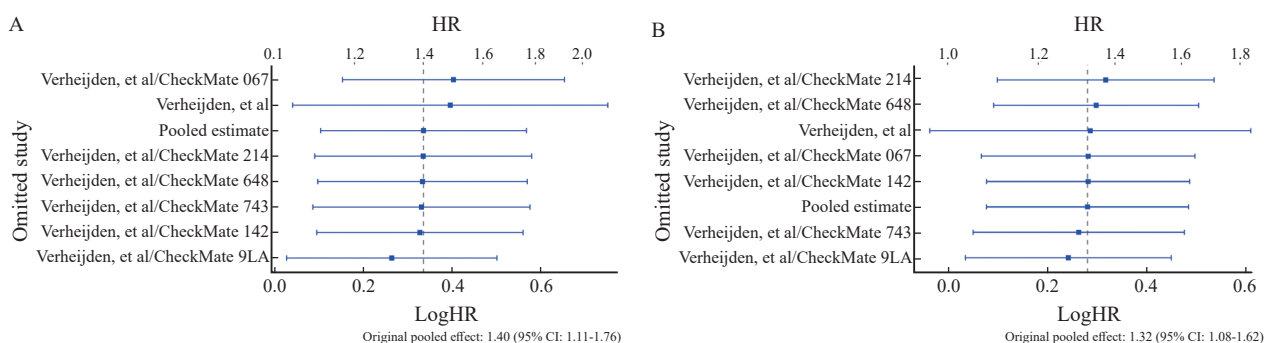 A
HR
0.1 1.2 1.4 1.6 1.8 2.0
Omitted study
Verheijden, et al/CheckMate 067
Verheijden, et al
Pooled estimate
Verheijden, et al/CheckMate 214
Verheijden, et al/CheckMate 648
Verheijden, et al/CheckMate 743
Verheijden, et al/CheckMate 142
Verheijden, et al/CheckMate 9LA
0.0 0.2 0.4 0.6
LogHR
Original pooled effect: 1.40 (95% CI: 1.11-1.76)
B
HR
1.0 1.2 1.4 1.6 1.8
Omitted study
Verheijden, et al/CheckMate 214
Verheijden, et al/CheckMate 648
Verheijden, et al
Verheijden, et al/CheckMate 067
Verheijden, et al/CheckMate 142
Pooled estimate
Verheijden, et al/CheckMate 743
Verheijden, et al/CheckMate 9LA
0.0 0.2 0.4 0.6
LogHR
Original pooled effect: 1.32 (95% CI: 1.08-1.62)